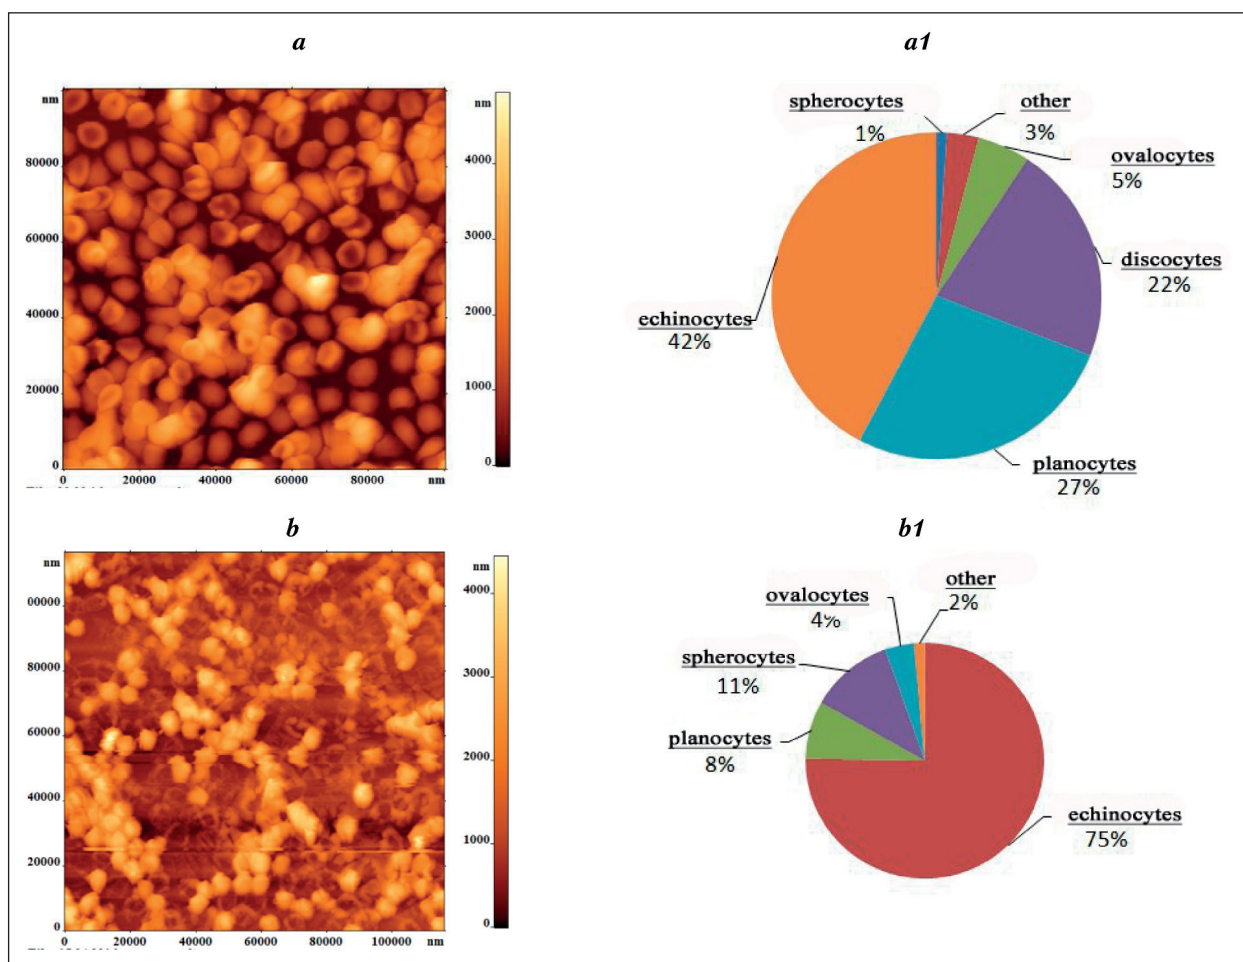 a
a1
nm
80000
60000
40000
20000
0
0 20000 40000 60000 80000 nm
nm
4000
3000
2000
1000
0
spherocytes
1%
other
3%
ovalocytes
5%
discocytes
22%
planocytes
27%
echinocytes
42%
b
b1
nm
00000
80000
60000
40000
20000
0
0 20000 40000 60000 80000 100000 nm
nm
4000
3000
2000
1000
0
other
2%
ovalocytes
4%
spherocytes
11%
planocytes
8%
echinocytes
75%